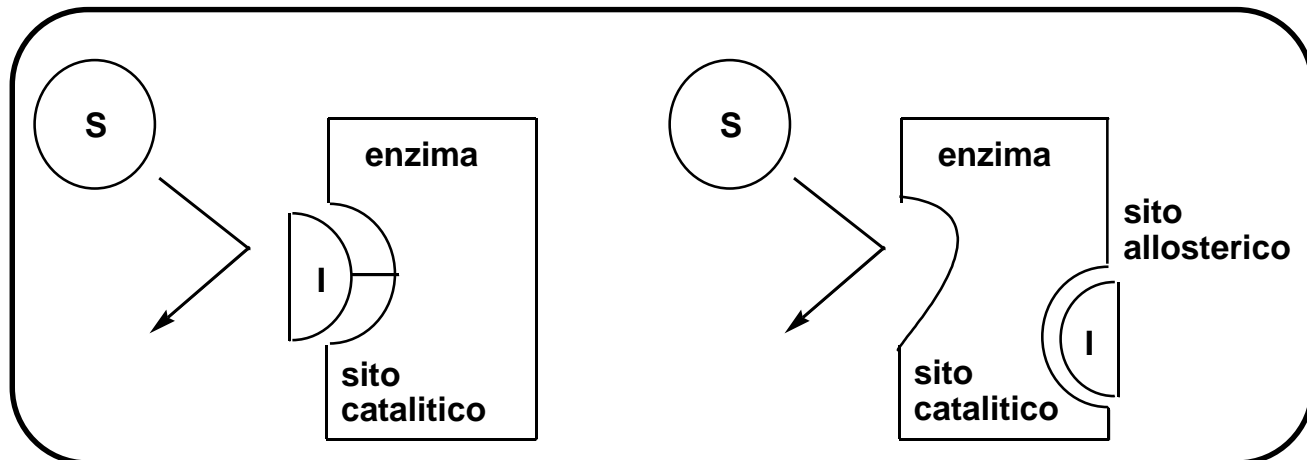 S
enzima
I
sito
catalitico
S
enzima
sito
allosterico
I
sito
catalitico